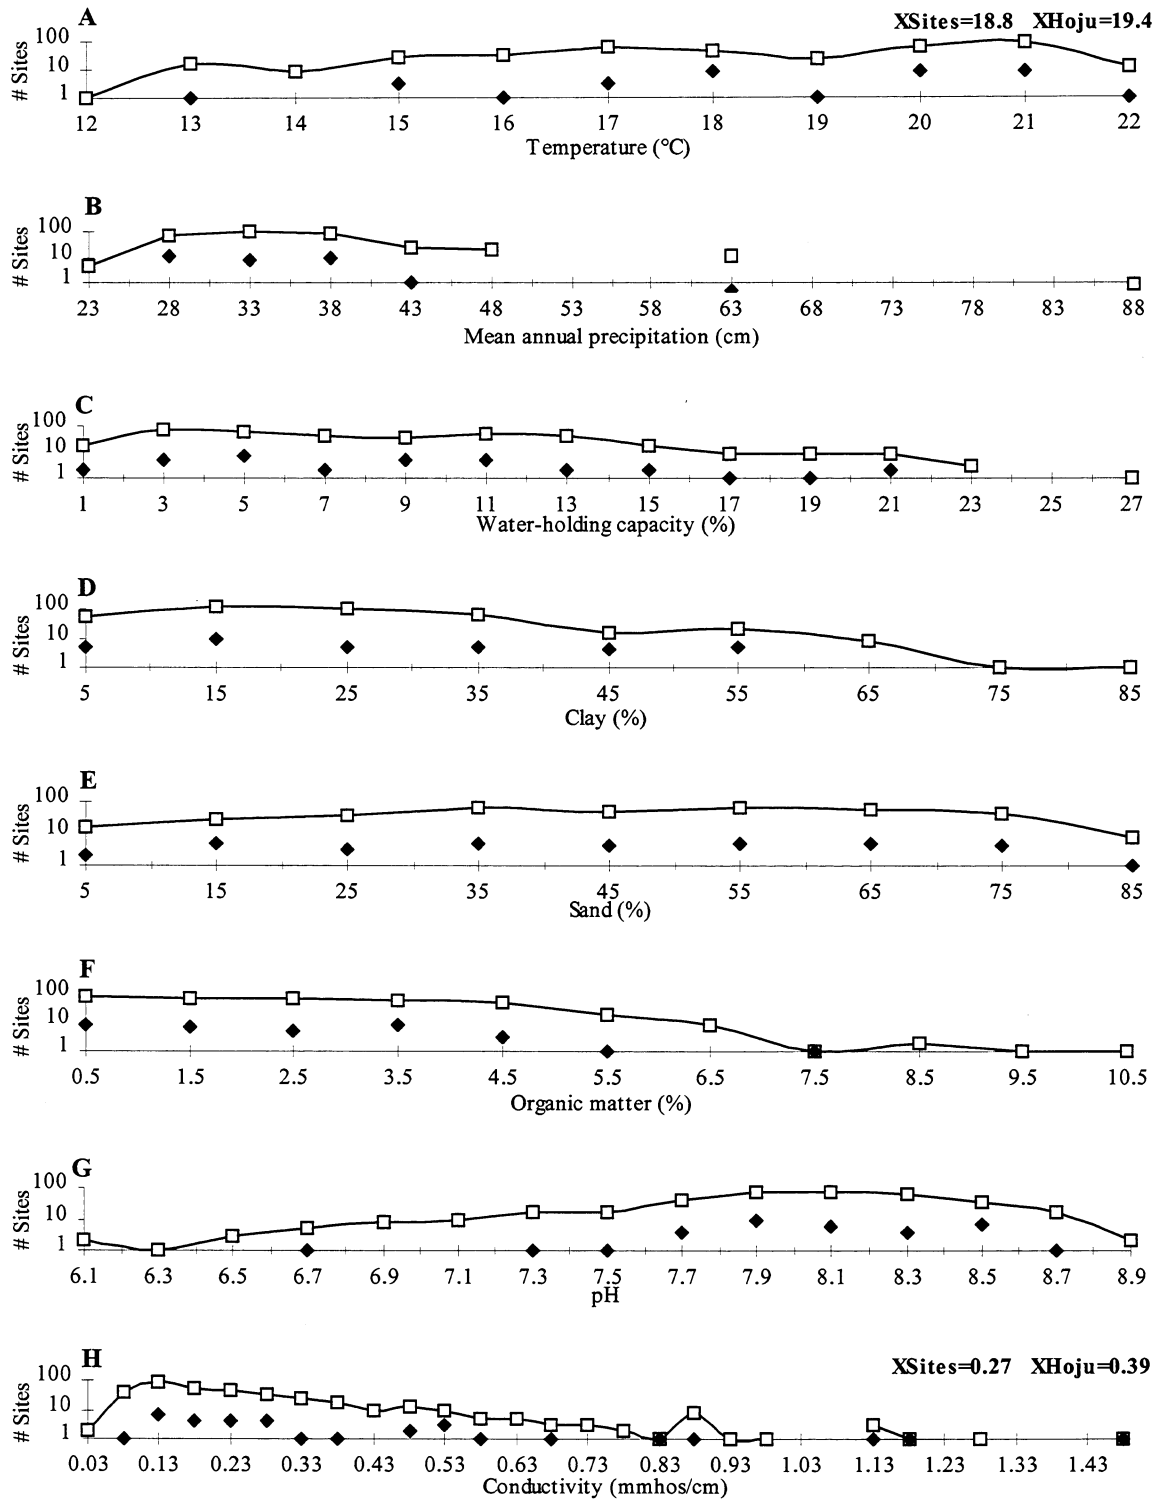 A
XSites=18.8 XHoju=19.4
# Sites
100
10
1
12 13 14 15 16 17 18 19 20 21 22
Temperature (°C)
B
# Sites
100
10
1
23 28 33 38 43 48 53 58 63 68 73 78 83 88
Mean annual precipitation (cm)
C
# Sites
100
10
1
1 3 5 7 9 11 13 15 17 19 21 23 25 27
Water-holding capacity (%)
D
# Sites
100
10
1
5 15 25 35 45 55 65 75 85
Clay (%)
E
# Sites
100
10
1
5 15 25 35 45 55 65 75 85
Sand (%)
F
# Sites
100
10
1
0.5 1.5 2.5 3.5 4.5 5.5 6.5 7.5 8.5 9.5 10.5
Organic matter (%)
G
# Sites
100
10
1
6.1 6.3 6.5 6.7 6.9 7.1 7.3 7.5 7.7 7.9 8.1 8.3 8.5 8.7 8.9
pH
H
XSites=0.27 XHoju=0.39
# Sites
100
10
1
0.03 0.13 0.23 0.33 0.43 0.53 0.63 0.73 0.83 0.93 1.03 1.13 1.23 1.33 1.43
Conductivity (mmhos/cm)